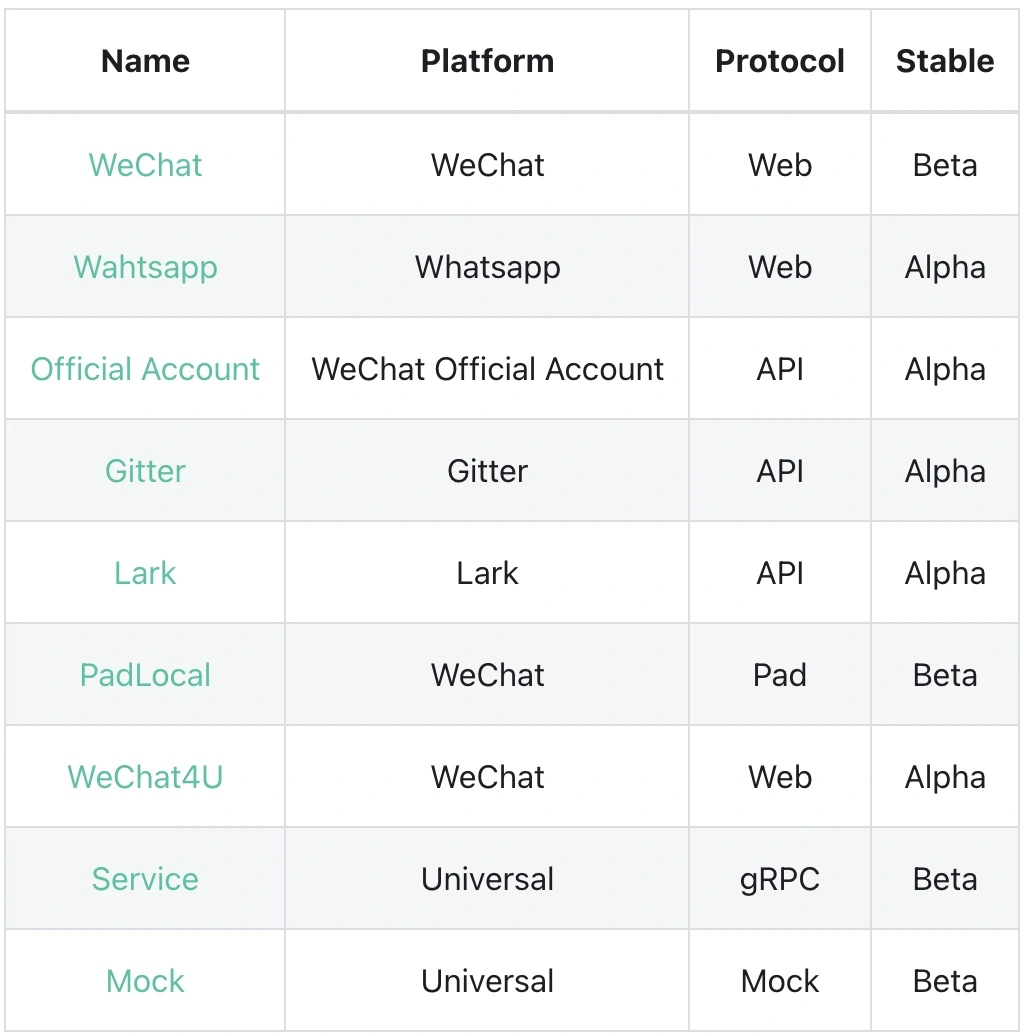 Name Platform Protocol Stable
WeChat WeChat Web Beta
Wahtsapp Whatsapp Web Alpha
Official Account WeChat Official Account API Alpha
Gitter Gitter API Alpha
Lark Lark API Alpha
PadLocal WeChat Pad Beta
WeChat4U WeChat Web Alpha
Service Universal gRPC Beta
Mock Universal Mock Beta